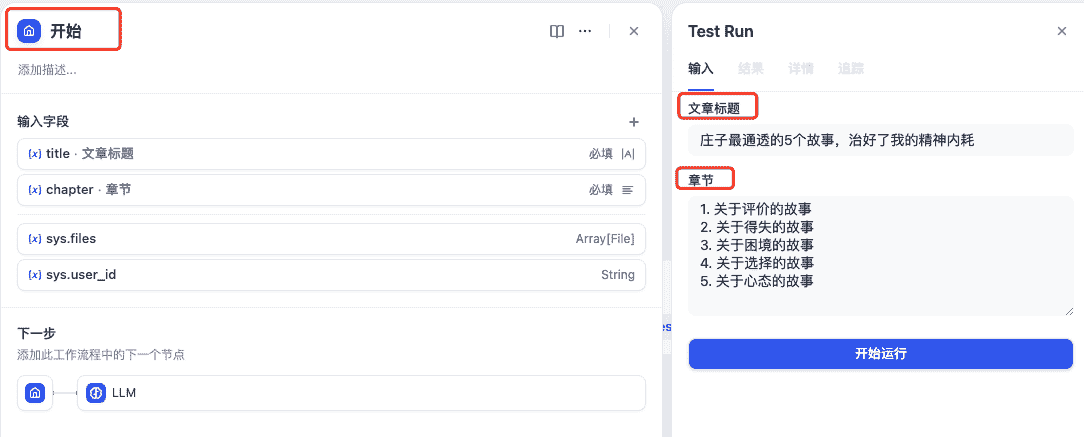 开始
添加描述...
输入字段
{x} title · 文章标题 必填
{x} chapter · 章节 必填
{x} sys.files Array[File]
{x} sys.user_id String
下一步
添加此工作流程中的下一个节点
LLM
es
Test Run
输入 结果 详情 追踪
文章标题
庄子最通透的5个故事，治好了我的精神内耗
章节
1. 关于评价的故事
2. 关于得失的故事
3. 关于困境的故事
4. 关于选择的故事
5. 关于心态的故事
开始运行